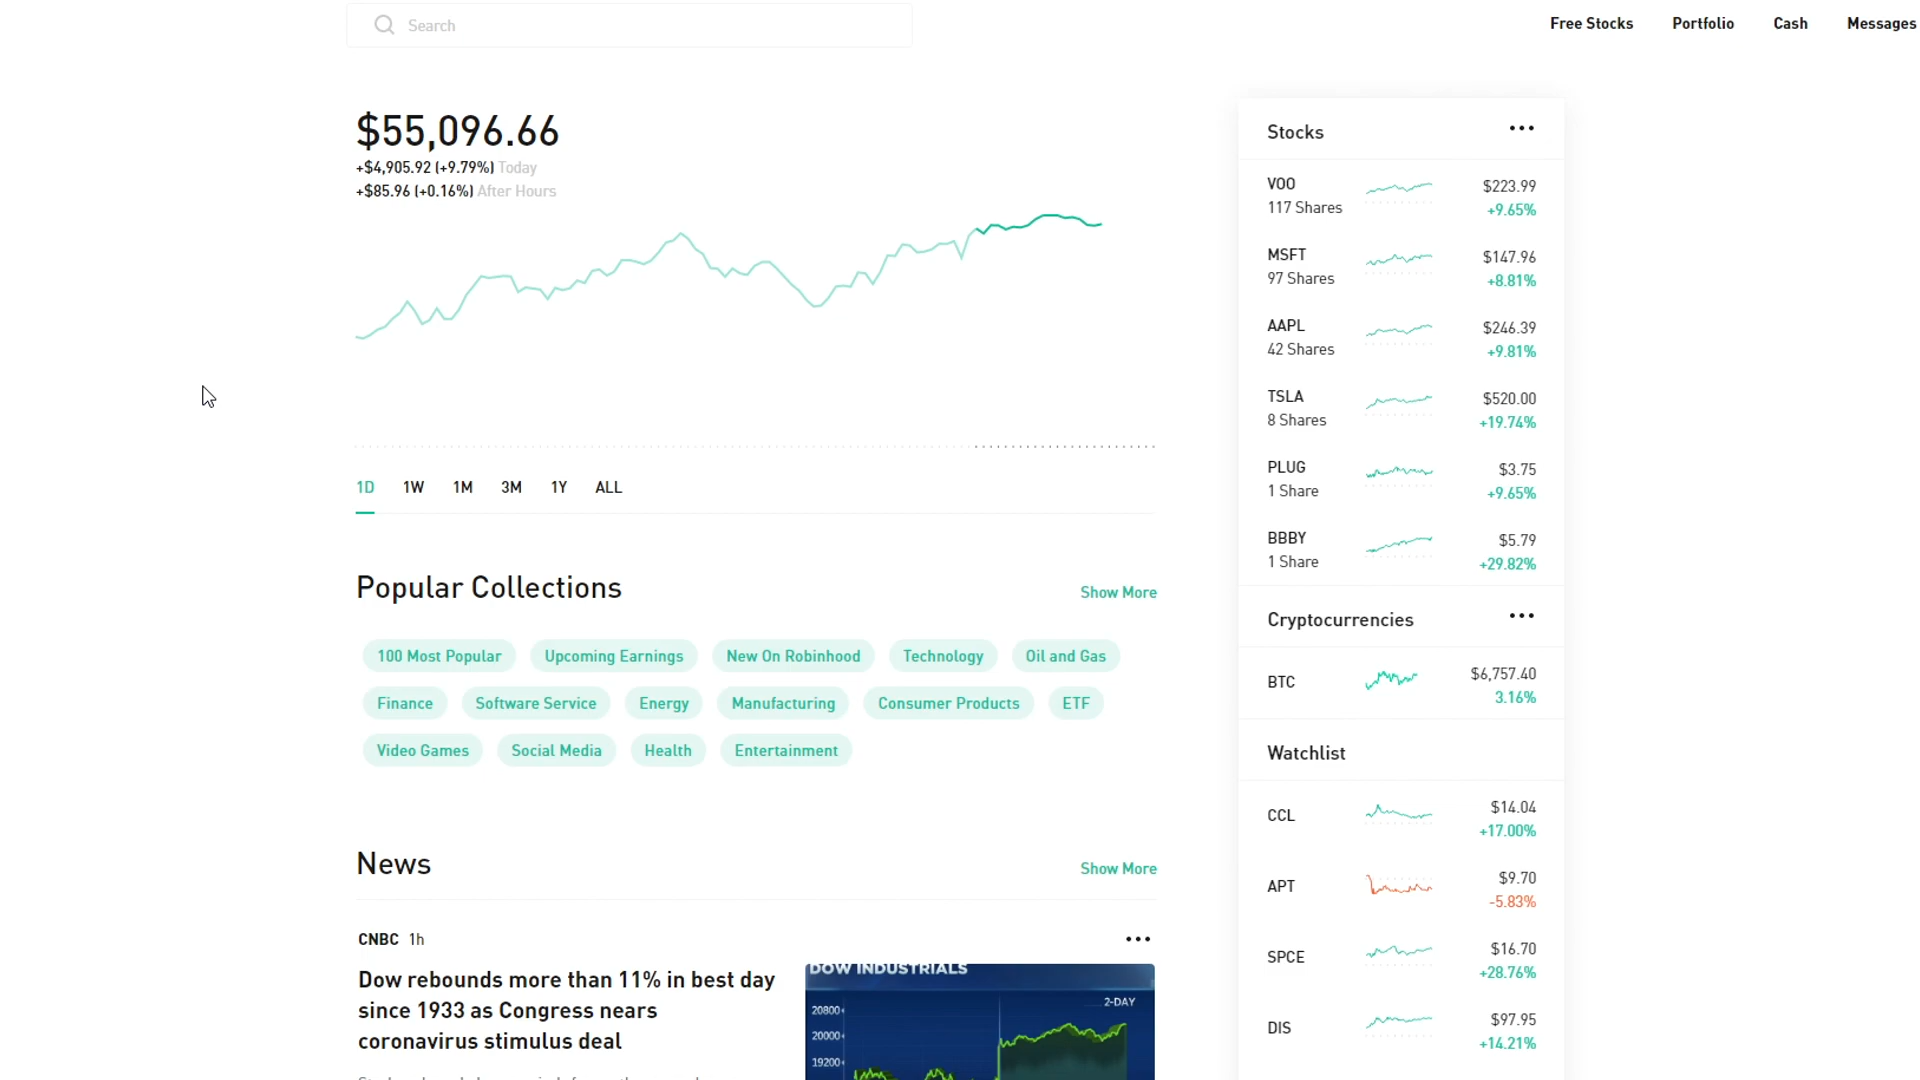 Search
Free Stocks
Portfolio
Cash
Messages
$55,096.66
+$4,905.92 (+9.79%) Today
+$85.96 (+0.16%) After Hours
1D
1W
1M
3M
1Y
ALL
Popular Collections
Show More
100 Most Popular
Upcoming Earnings
New On Robinhood
Technology
Oil and Gas
Finance
Software Service
Energy
Manufacturing
Consumer Products
ETF
Video Games
Social Media
Health
Entertainment
News
Show More
CNBC 1h
Dow rebounds more than 11% in best day
since 1933 as Congress nears
coronavirus stimulus deal
DOW INDUSTRIALS
2-DAY
20800
20000
19200
Stocks
VOO
117 Shares
$223.99
+9.65%
MSFT
97 Shares
$147.96
+8.81%
AAPL
42 Shares
$246.39
+9.81%
TSLA
8 Shares
$520.00
+19.74%
PLUG
1 Share
$3.75
+9.65%
BBBY
1 Share
$5.79
+29.82%
Cryptocurrencies
BTC
$6,757.40
3.16%
Watchlist
CCL
$14.04
+17.00%
APT
$9.70
-5.83%
SPCE
$16.70
+28.76%
DIS
$97.95
+14.21%